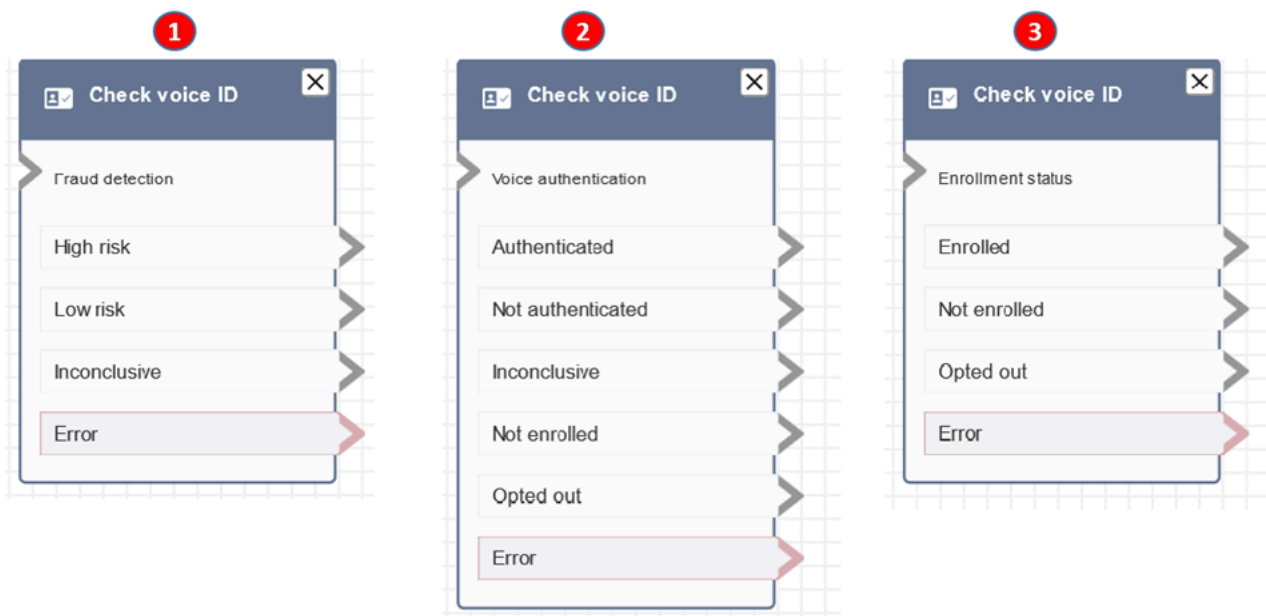 1
Check voice ID
Fraud detection
High risk
Low risk
Inconclusive
Error
2
Check voice ID
Voice authentication
Authenticated
Not authenticated
Inconclusive
Not enrolled
Opted out
Error
3
Check voice ID
Enrollment status
Enrolled
Not enrolled
Opted out
Error